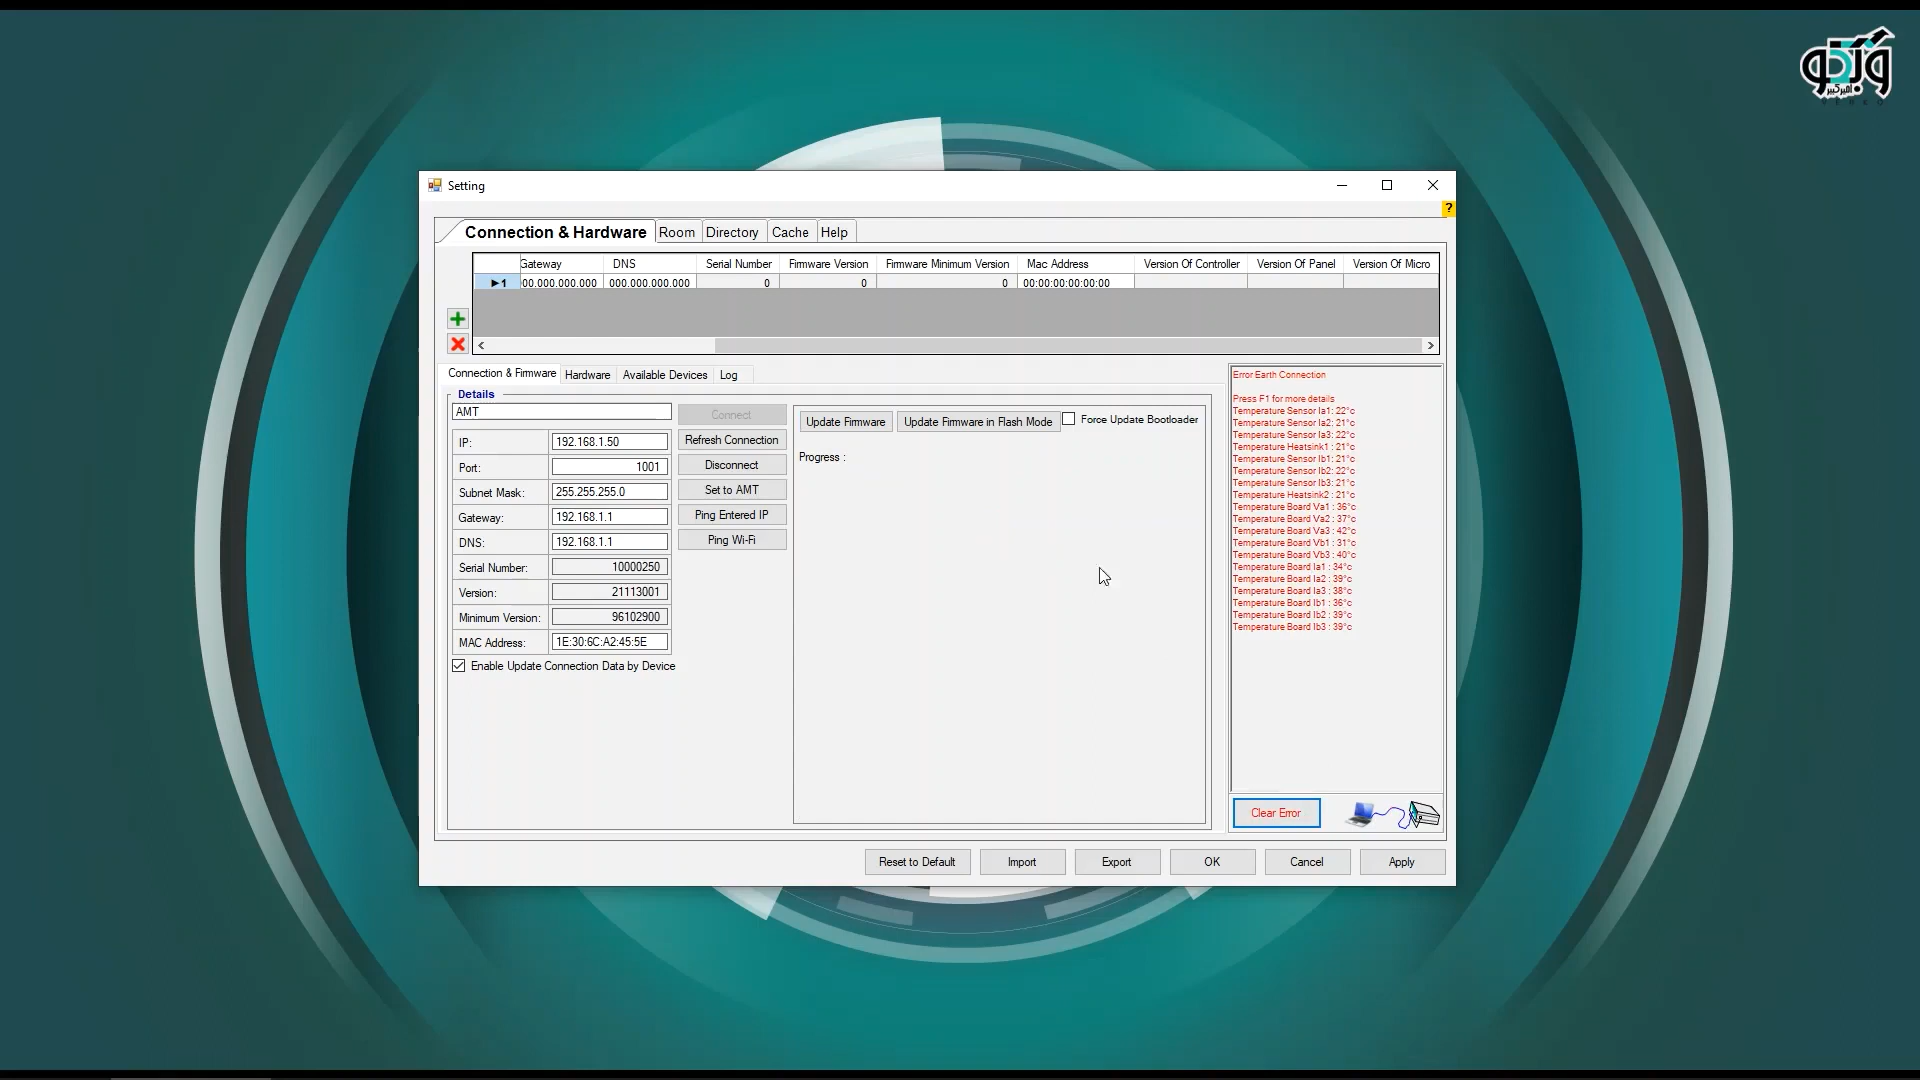 ونکو
امیرکبیر
VENKO
Setting
?
Connection & Hardware Room Directory Cache Help
Gateway DNS Serial Number Firmware Version Firmware Minimum Version Mac Address Version Of Controller Version Of Panel Version Of Micro
1 00.000.000.000 000.000.000.000 0 0 0 00:00:00:00:00:00
Connection & Firmware Hardware Available Devices Log
Details
AMT
Connect
IP: 192.168.1.50
Refresh Connection
Port: 1001
Disconnect
Subnet Mask: 255.255.255.0
Set to AMT
Gateway: 192.168.1.1
Ping Entered IP
DNS: 192.168.1.1
Ping Wi-Fi
Serial Number: 10000250
Version: 21113001
Minimum Version: 96102900
MAC Address: 1E:30:6C:A2:45:5E
Enable Update Connection Data by Device
Update Firmware Update Firmware in Flash Mode Force Update Bootloader
Progress :
Error Earth Connection
Press F1 for more details
Temperature Sensor Ia1: 22°c
Temperature Sensor Ia2: 21°c
Temperature Sensor Ia3: 22°c
Temperature Heatsink1 : 21°c
Temperature Sensor Ib1: 21°c
Temperature Sensor Ib2: 22°c
Temperature Sensor Ib3: 21°c
Temperature Heatsink2 : 21°c
Temperature Board Va1 : 36°c
Temperature Board Va2 : 37°c
Temperature Board Va3 : 42°c
Temperature Board Vb1 : 31°c
Temperature Board Vb3 : 40°c
Temperature Board Ia1 : 34°c
Temperature Board Ia2 : 39°c
Temperature Board Ia3 : 38°c
Temperature Board Ib1 : 36°c
Temperature Board Ib2 : 39°c
Temperature Board Ib3 : 39°c
Clear Error
Reset to Default Import Export OK Cancel Apply